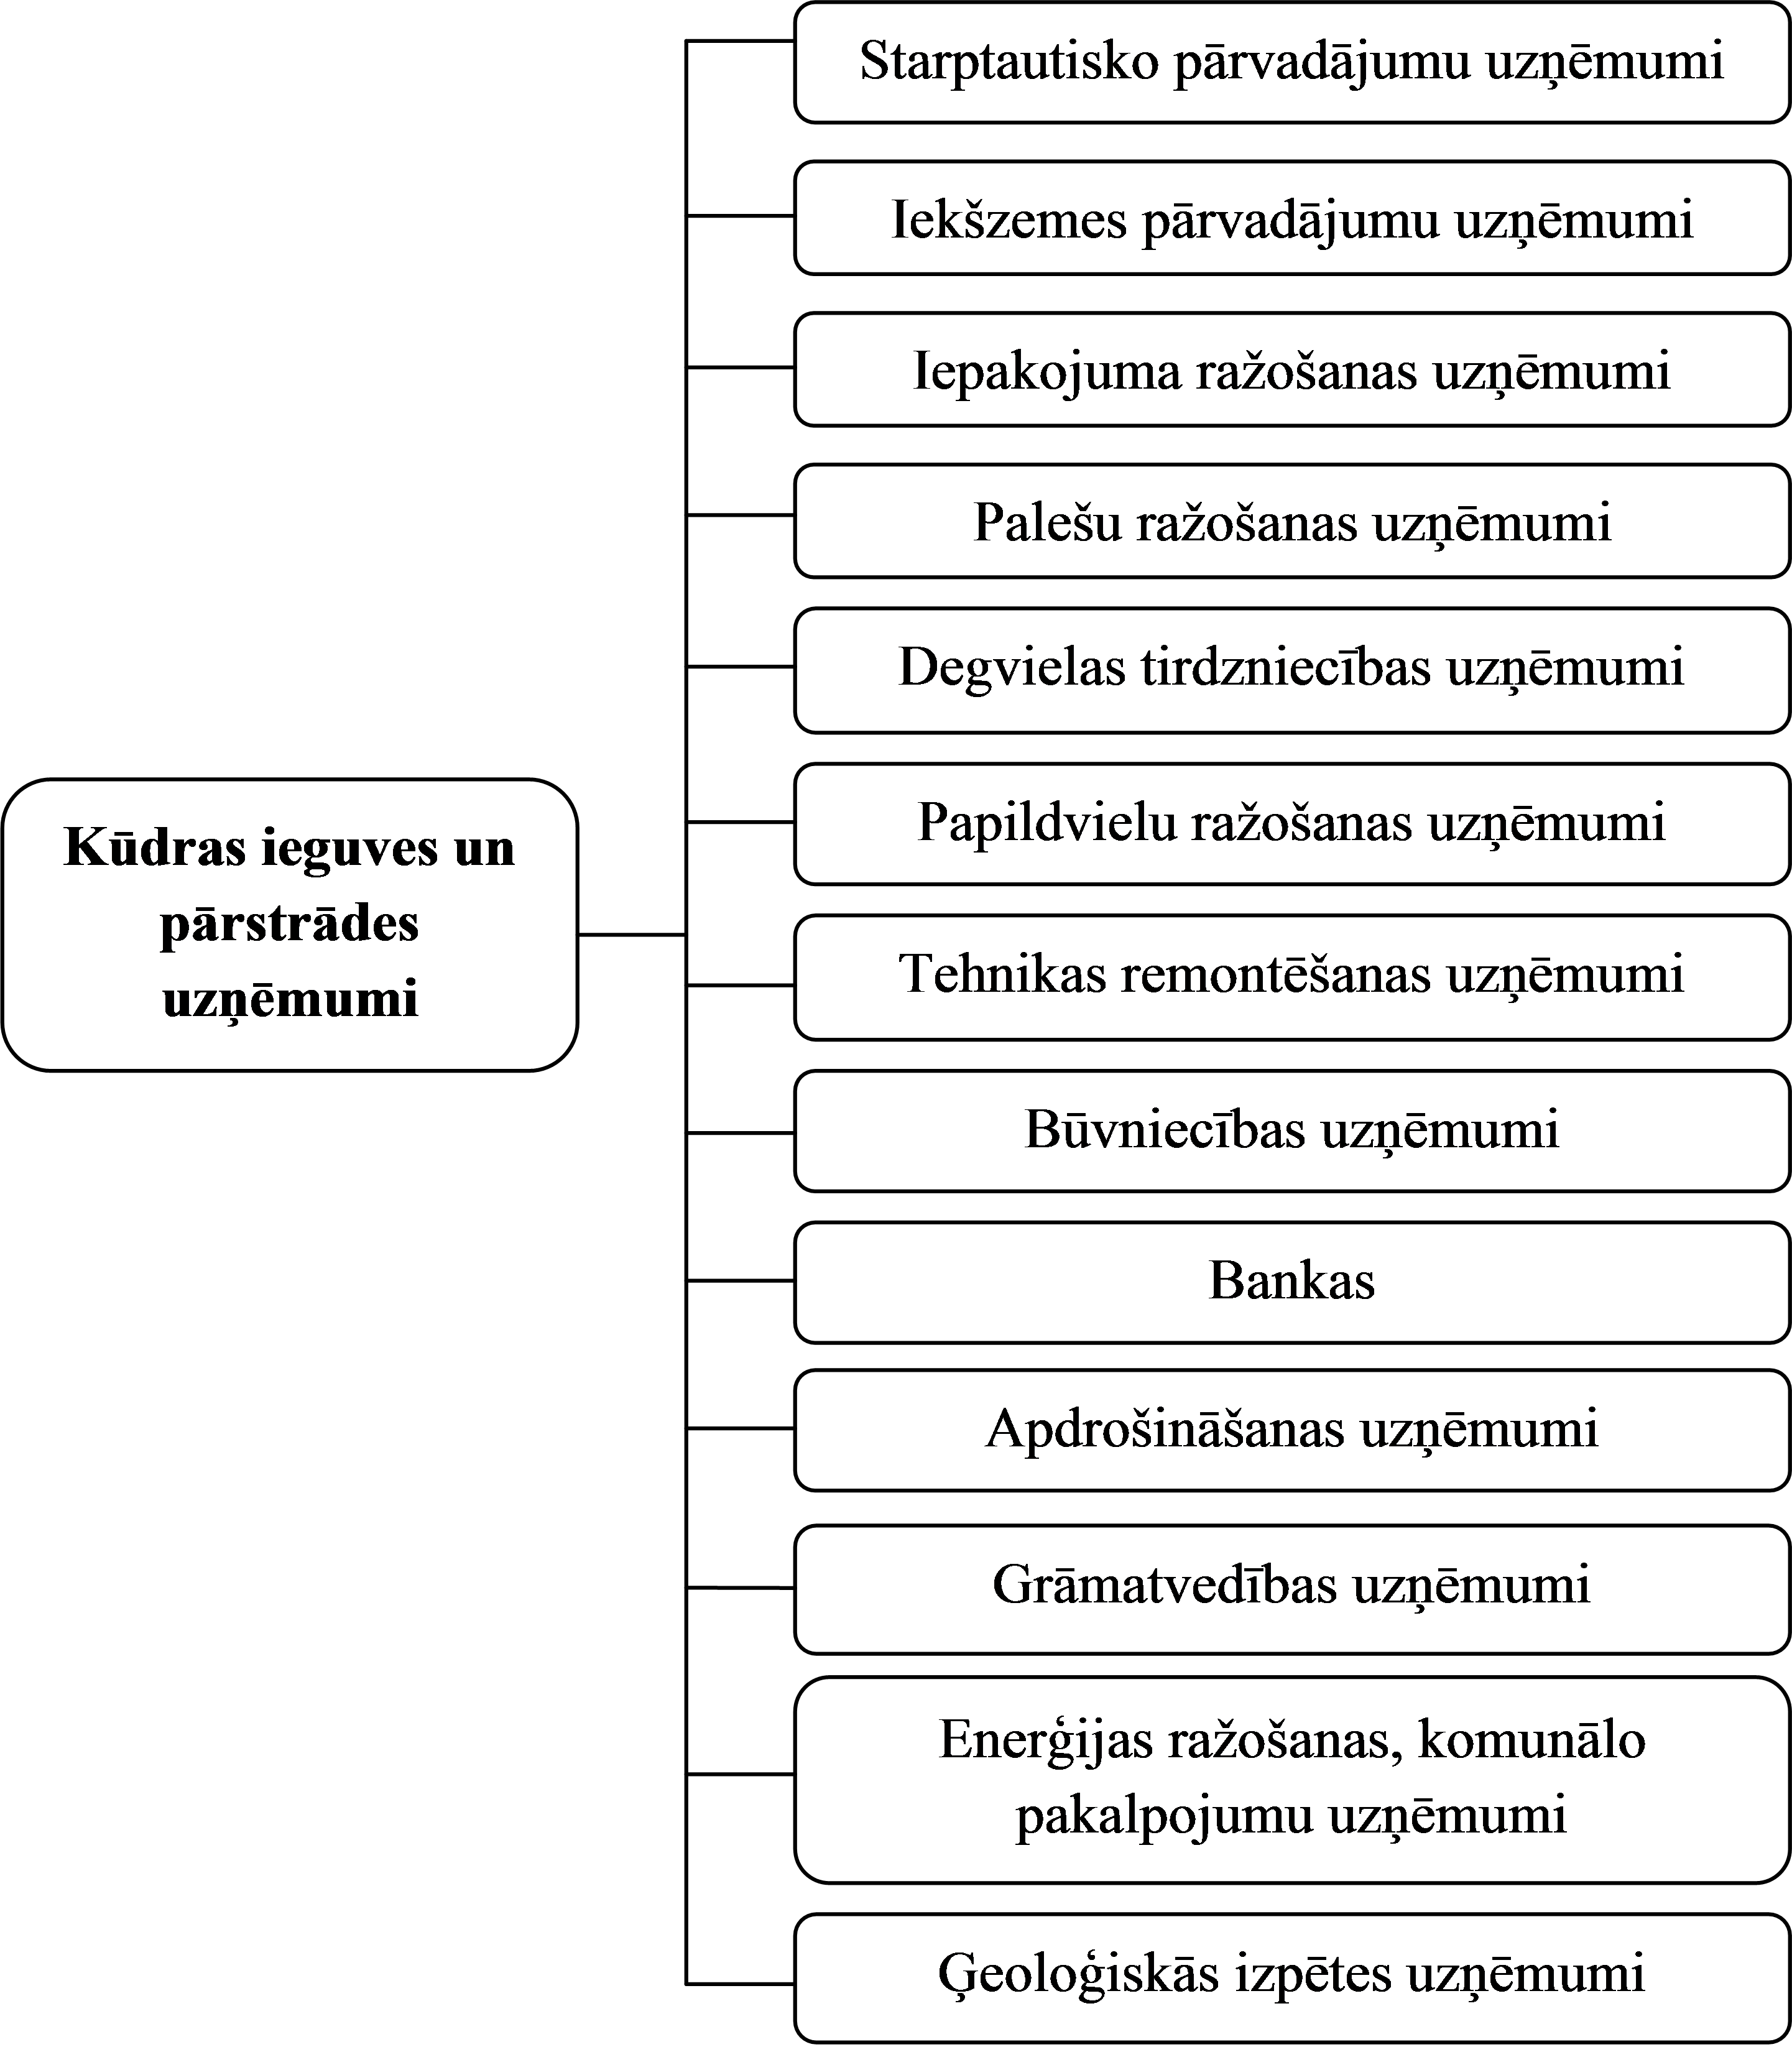 Starptautisko pārvadājumu uzņēmumi
Iekšzemes pārvadājumu uzņēmumi
Iepakojuma ražošanas uzņēmumi
Palešu ražošanas uzņēmumi
Degvielas tirdzniecības uzņēmumi
Kūdras ieguves un
pārstrādes
uzņēmumi
Papildvielu ražošanas uzņēmumi
Tehnikas remontēšanas uzņēmumi
Būvniecības uzņēmumi
Bankas
Apdrošināšanas uzņēmumi
Grāmatvedības uzņēmumi
Enerģijas ražošanas, komunālo
pakalpojumu uzņēmumi
Ģeoloģiskās izpētes uzņēmumi